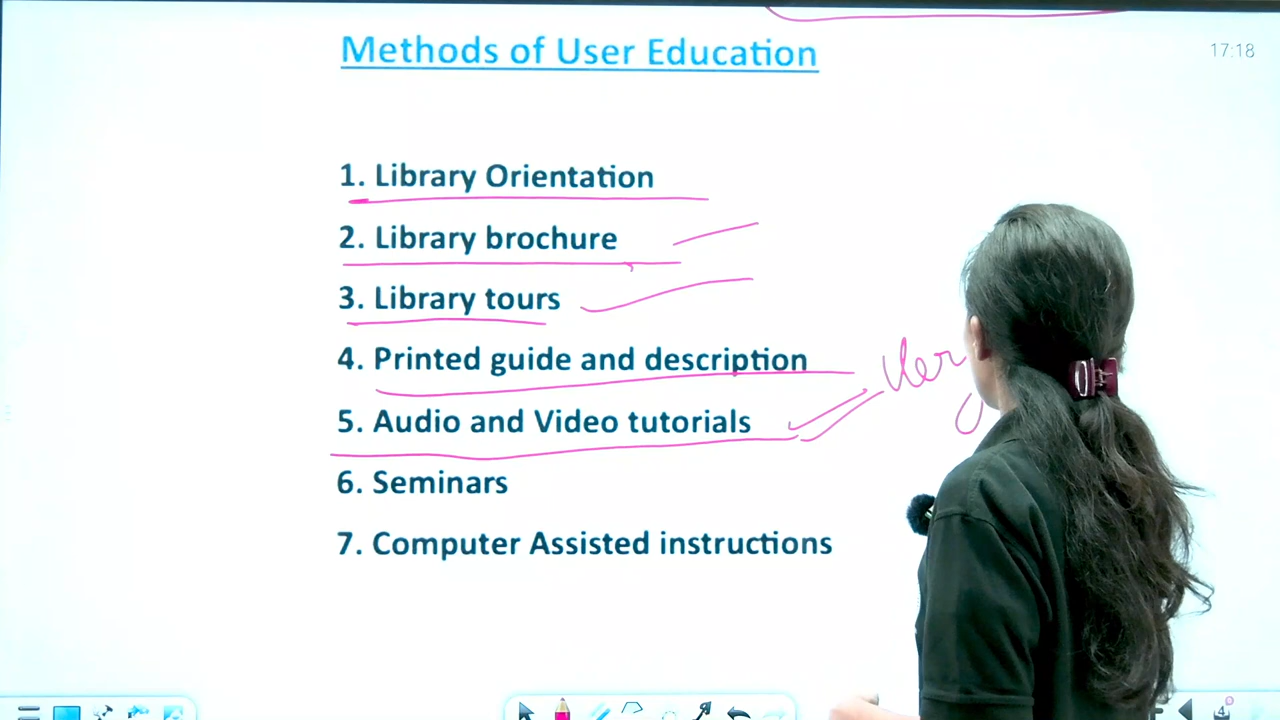 Methods of User Education
17:18
1. Library Orientation
2. Library brochure
3. Library tours
4. Printed guide and description
5. Audio and Video tutorials
6. Seminars
7. Computer Assisted instructions
4